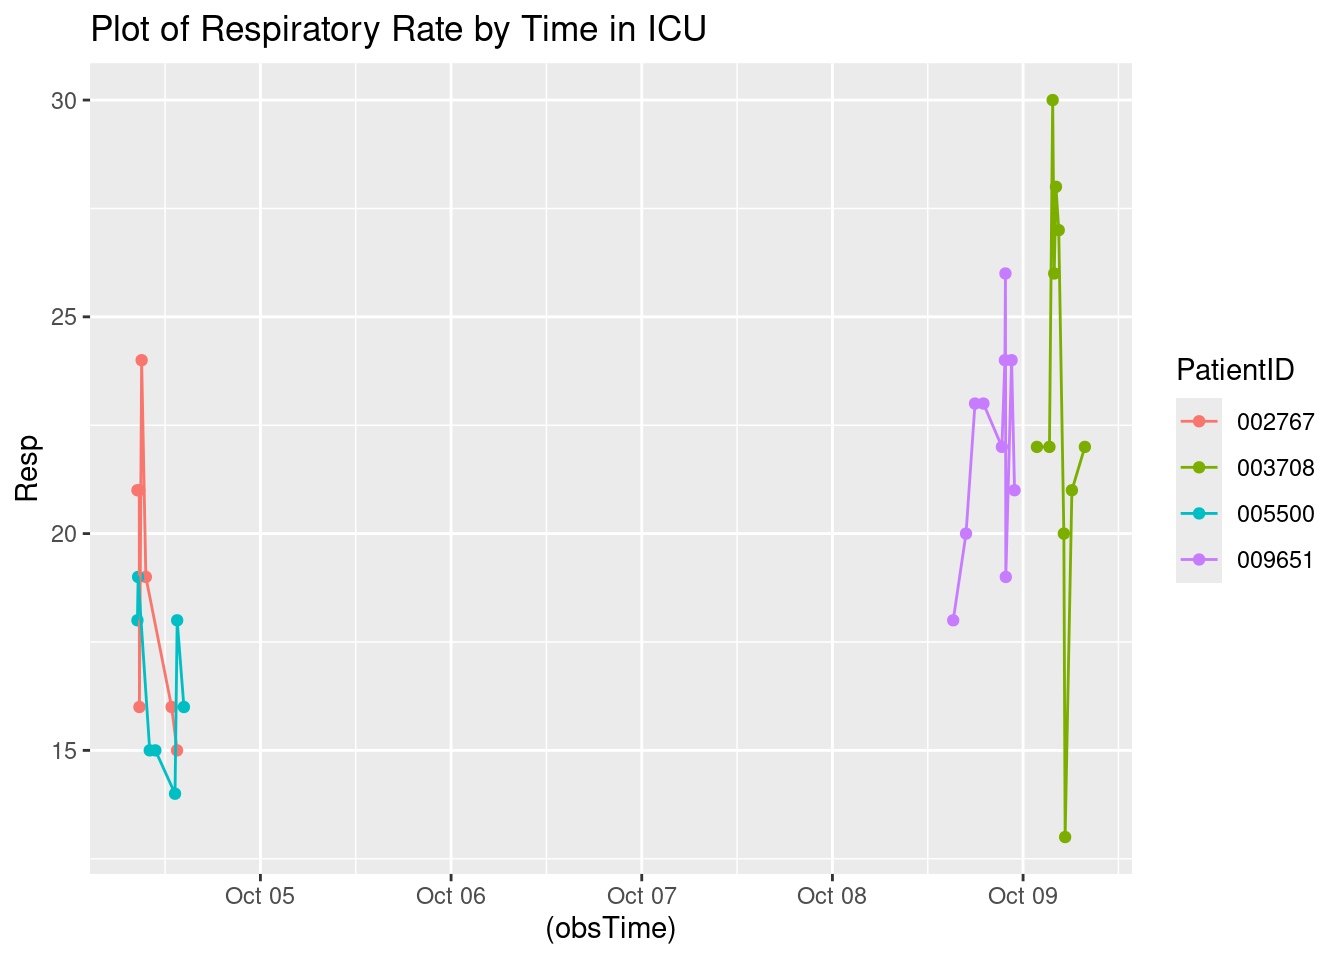 Plot of Respiratory Rate by Time in ICU
30
25
20
15
Resp
Oct 05
Oct 06
Oct 07
Oct 08
Oct 09
(obsTime)
PatientID
002767
003708
005500
009651